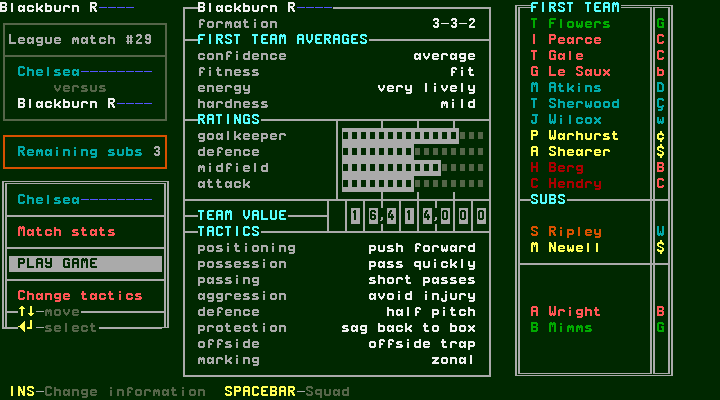 Blackburn R
League match #29
Chelsea
versus
Blackburn R
Remaining subs 3
Chelsea
Match stats
PLAY GAME
Change tactics
↑↓-move
-select
Blackburn R
formation 3-3-2
FIRST TEAM AVERAGES
confidence average
fitness fit
energy very lively
hardness mild
RATINGS
goalkeeper
defence
midfield
attack
TEAM VALUE 16,414,000
TACTICS
positioning push forward
possession pass quickly
passing short passes
aggression avoid injury
defence half pitch
protection sag back to box
offside offside trap
marking zonal
FIRST TEAM
T Flowers G
I Pearce C
T Gale C
G Le Saux b
M Atkins D
T Sherwood Ç
J Wilcox w
P Warhurst ¢
A Shearer $
H Berg B
C Hendry C
SUBS
S Ripley W
M Newell $
A Wright B
B Mimms G
INS-Change information SPACEBAR-Squad